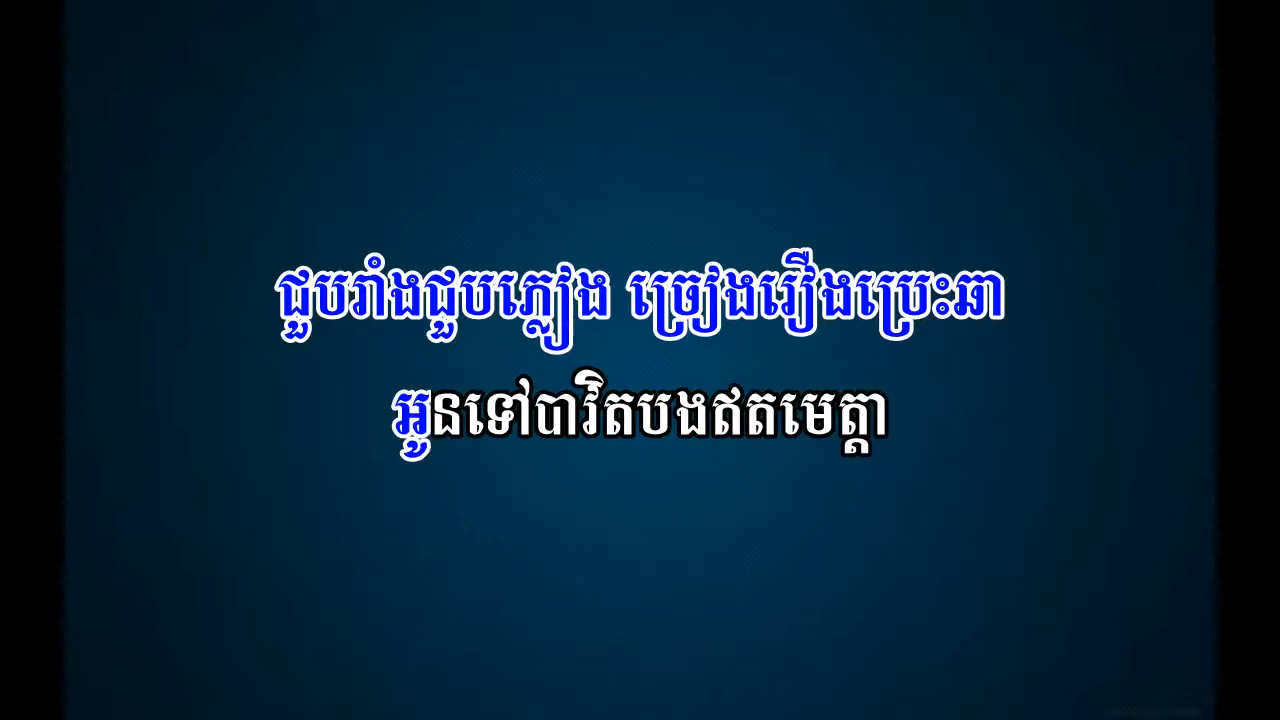 ជួបរាំងជួបភ្លៀង ច្រៀងរឿងប្រេះឆា
អូនទៅបាវិតបងឥតមេត្តា